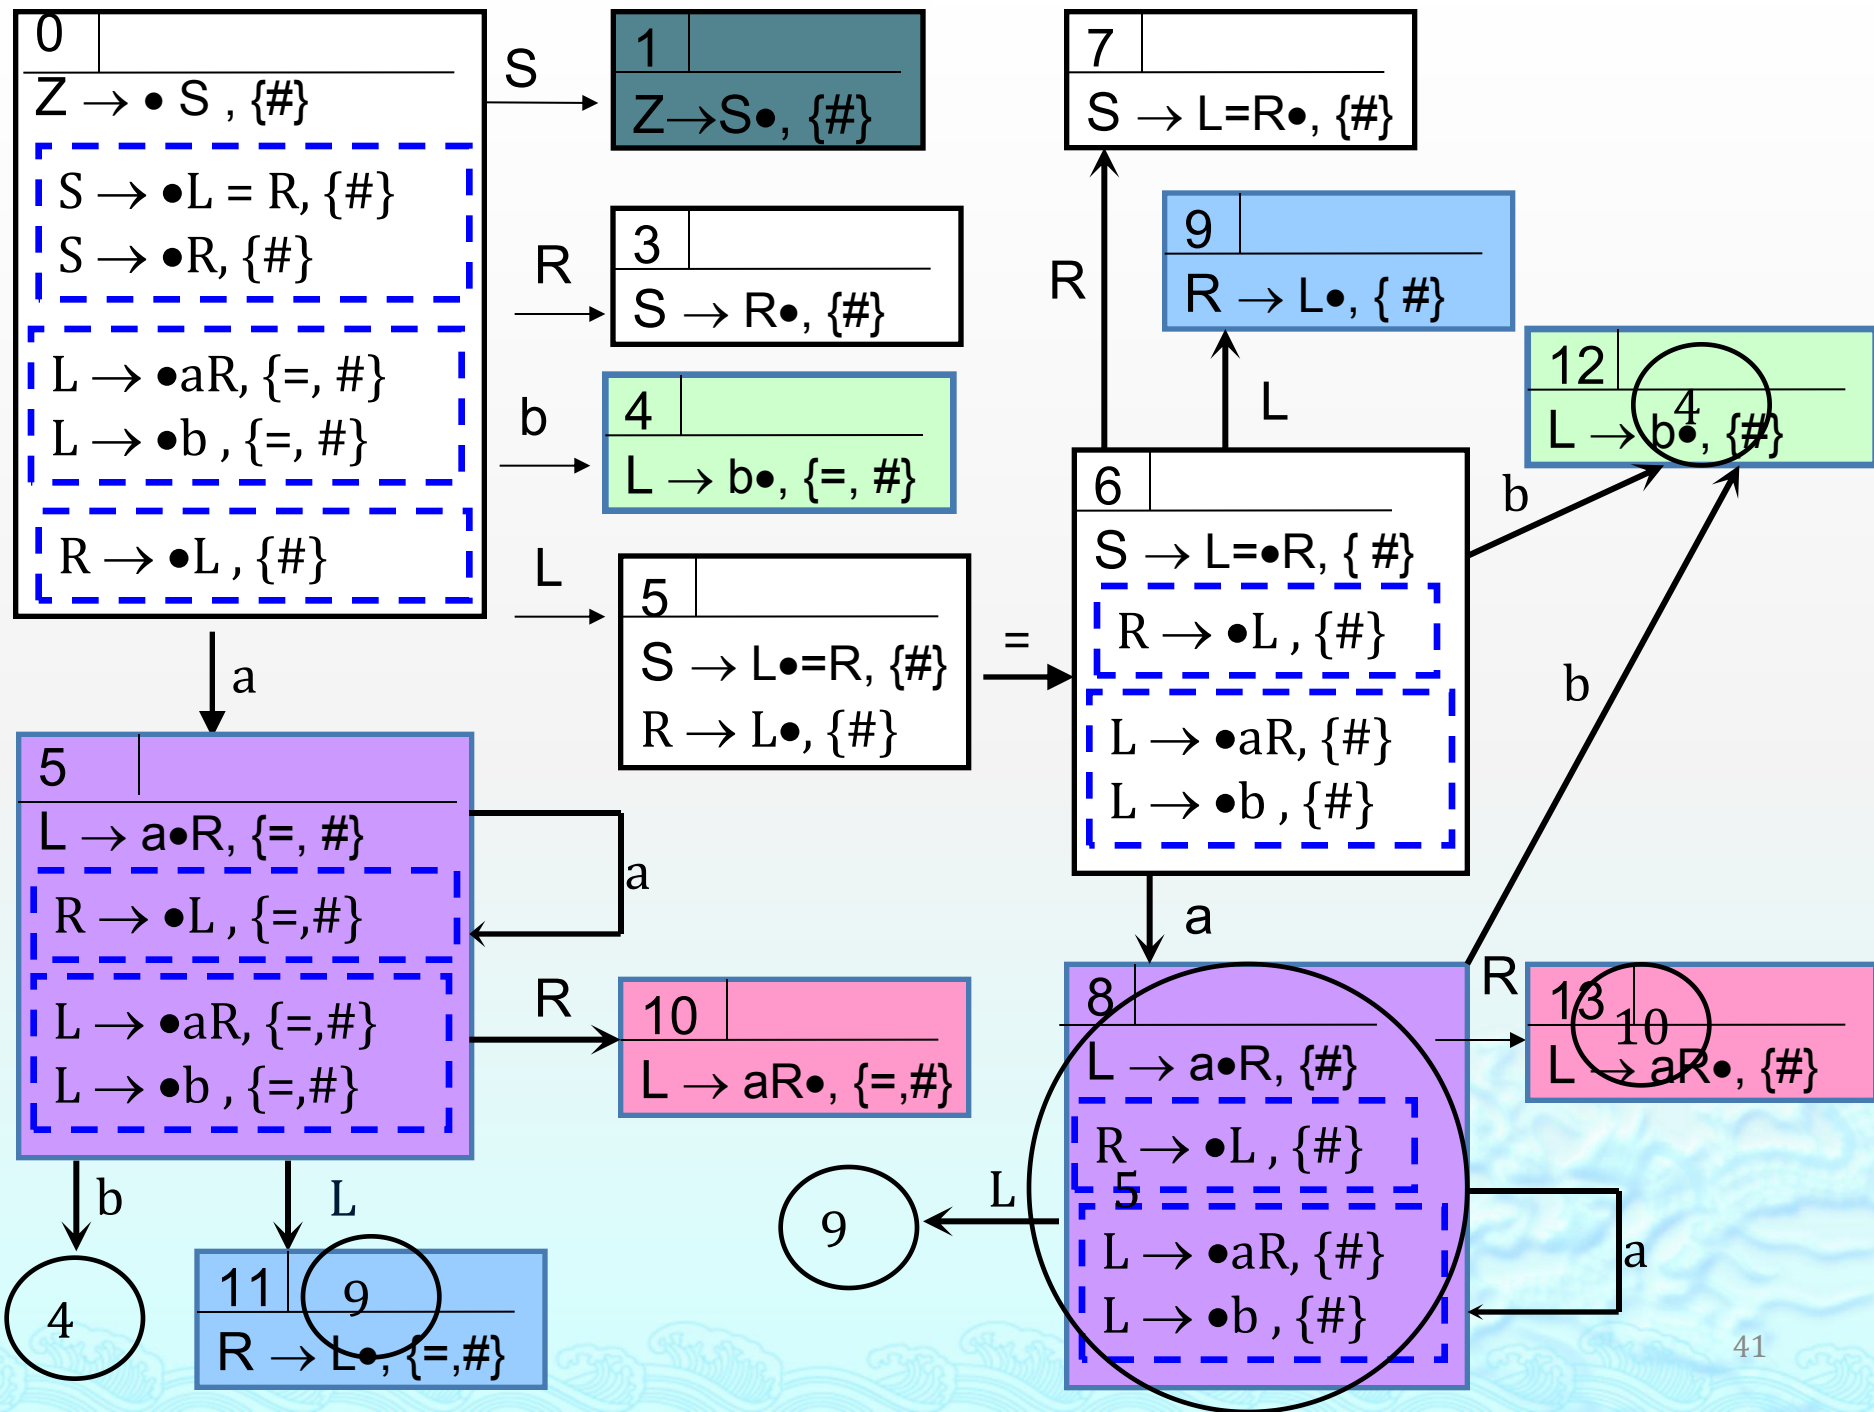 0
Z → • S , {#}
S → •L = R, {#}
S → •R, {#}
L → •aR, {=, #}
L → •b , {=, #}
R → •L , {#}
S
1
Z→S•, {#}
R
3
S → R•, {#}
b
4
L → b•, {=, #}
L
5
S → L•=R, {#}
R → L•, {#}
=
6
S → L=•R, { #}
R → •L , {#}
L → •aR, {#}
L → •b , {#}
R
7
S → L=R•, {#}
L
9
R → L•, { #}
b
12
4
L → b•, {#}
b
a
5
L → a•R, {=, #}
R → •L , {=,#}
L → •aR, {=,#}
L → •b , {=,#}
a
R
10
L → aR•, {=,#}
b
4
L
11
9
R → L•, {=,#}
a
8
L → a•R, {#}
R → •L , {#}
5
L → •aR, {#}
L → •b , {#}
L
9
R
13
10
L → aR•, {#}
a
41